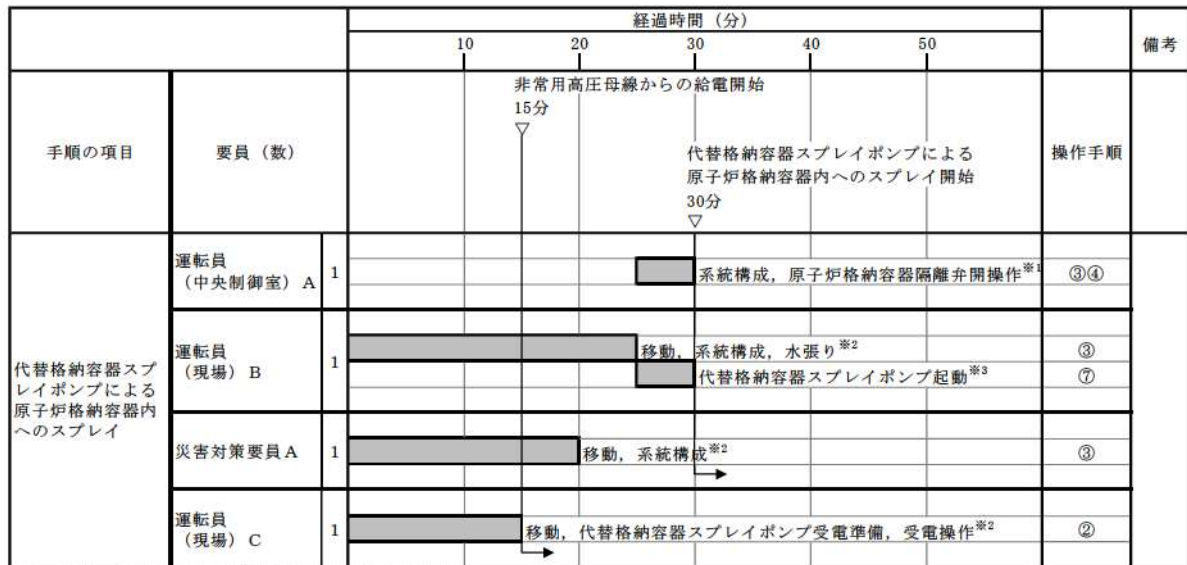 経過時間（分）
10 20 30 40 50
備考
手順の項目
要員（数）
非常用高圧母線からの給電開始
15分
▽
代替格納容器スプレイポンプによる
原子炉格納容器内へのスプレイ開始
30分
▽
操作手順
代替格納容器スプ
レイポンプによる
原子炉格納容器内
へのスプレイ
運転員
（中央制御室）A
1
系統構成，原子炉格納容器隔離弁開操作※1
③④
運転員
（現場）B
1
移動，系統構成，水張り※2
③
代替格納容器スプレイポンプ起動※3
⑦
災害対策要員A
1
移動，系統構成※2
③
運転員
（現場）C
1
移動，代替格納容器スプレイポンプ受電準備，受電操作※2
②